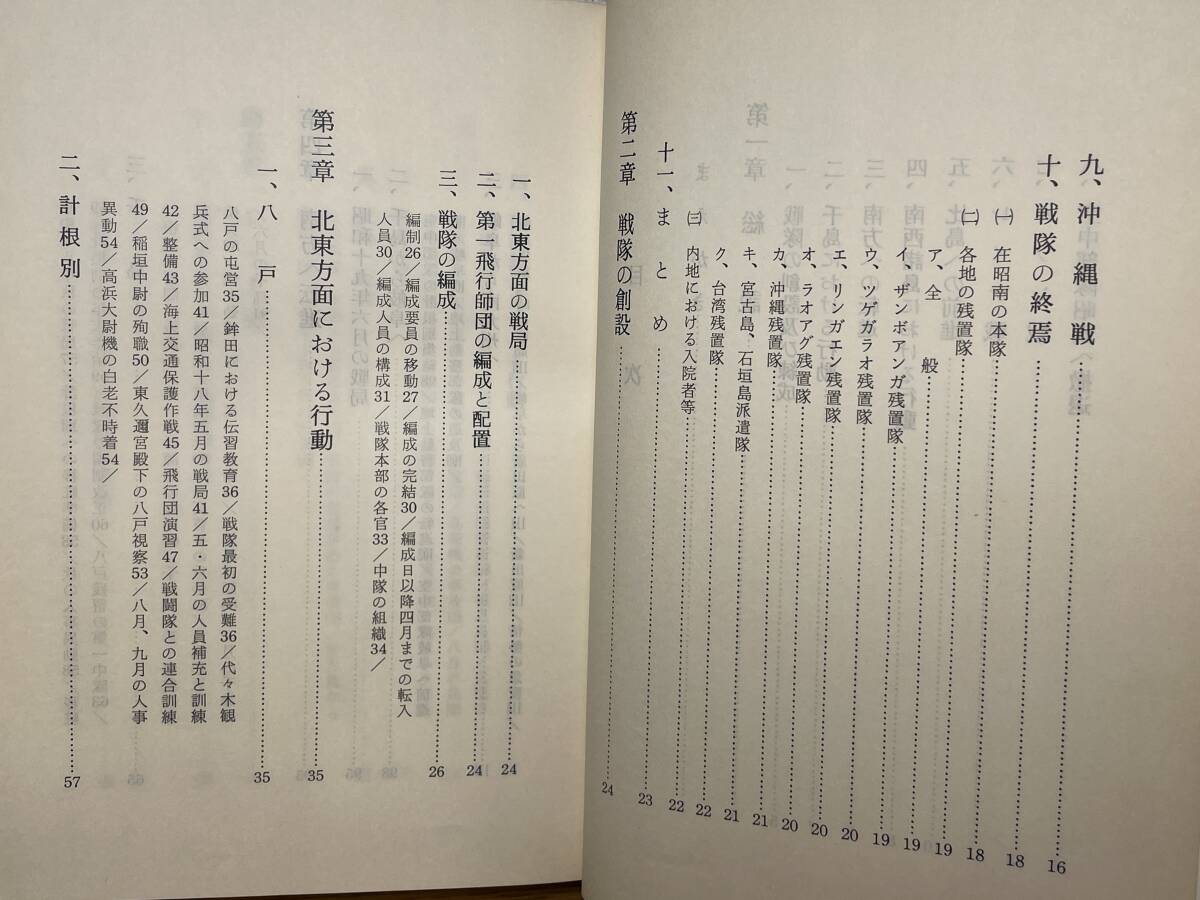 九、沖縄戦……16
十、戦隊の終焉……18
㈠ 在昭南の本隊……18
㈡ 各地の残置隊……19
ア、全般……19
イ、ザンボアンガ残置隊……19
ウ、ツゲガラオ残置隊……20
エ、リンガエン残置隊……20
オ、ラオアグ残置隊……20
カ、沖縄残置隊……21
キ、宮古島、石垣島派遣隊……21
ク、台湾残置隊……22
㈢ 内地における入院者等……22
十一、まとめ……23
第二章 戦隊の創設……24
一、北東方面の戦局……24
二、第一飛行師団の編成と配置……24
三、戦隊の編成……26
編制26/編成要員の移動27/編成の完結30/編成日以降四月までの転入
人員30/編成人員の構成31/戦隊本部の各官33/中隊の組織34/
第三章 北東方面における行動……35
一、八戸……35
八戸の屯営35/鉾田における伝習教育36/戦隊最初の受難36/代々木観
兵式への参加41/昭和十八年五月の戦局41/五・六月の人員補充と訓練
42/整備43/海上交通保護作戦45/飛行団演習47/戦闘隊との連合訓練
49/稲垣中尉の殉職50/東久邇宮殿下の八戸視察53/八月、九月の人事
異動54/高浜大尉機の白老不時着54/
二、計根別……57